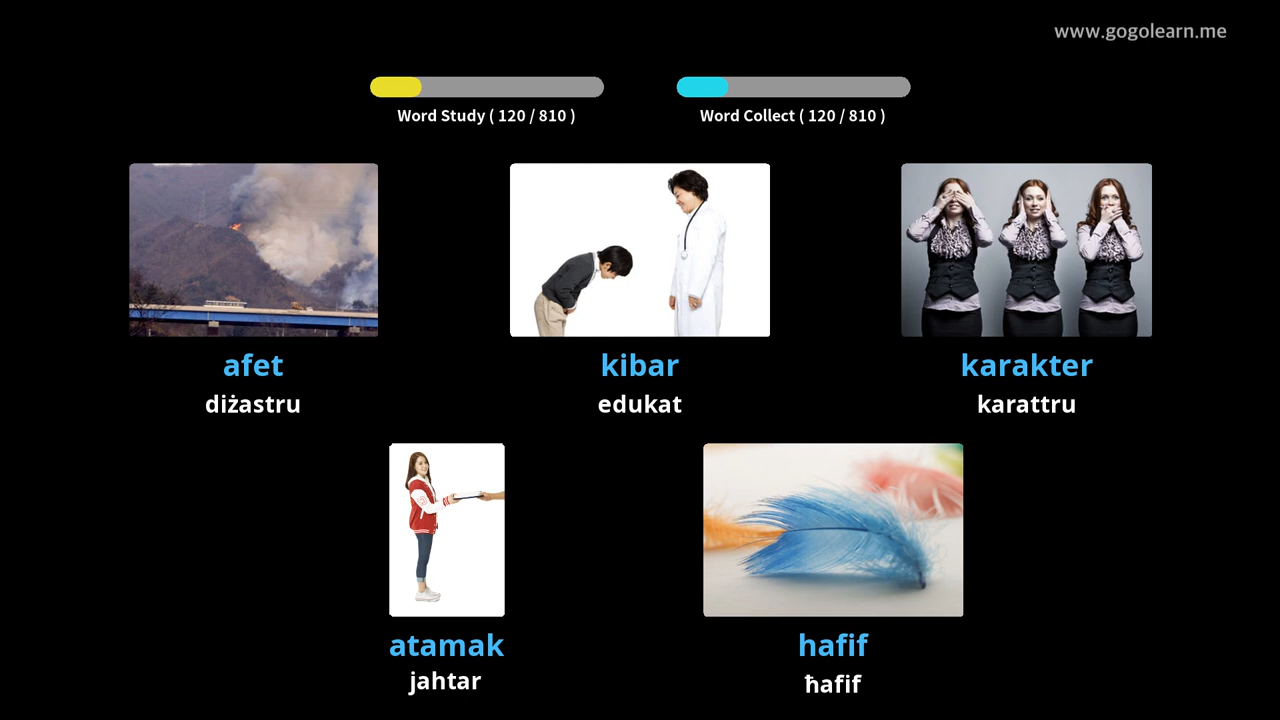 www.gogolearn.me
Word Study ( 120 / 810 )
Word Collect ( 120 / 810 )
afet
diżastru
kibar
edukat
karakter
karattru
atamak
jahtar
hafif
ħafif